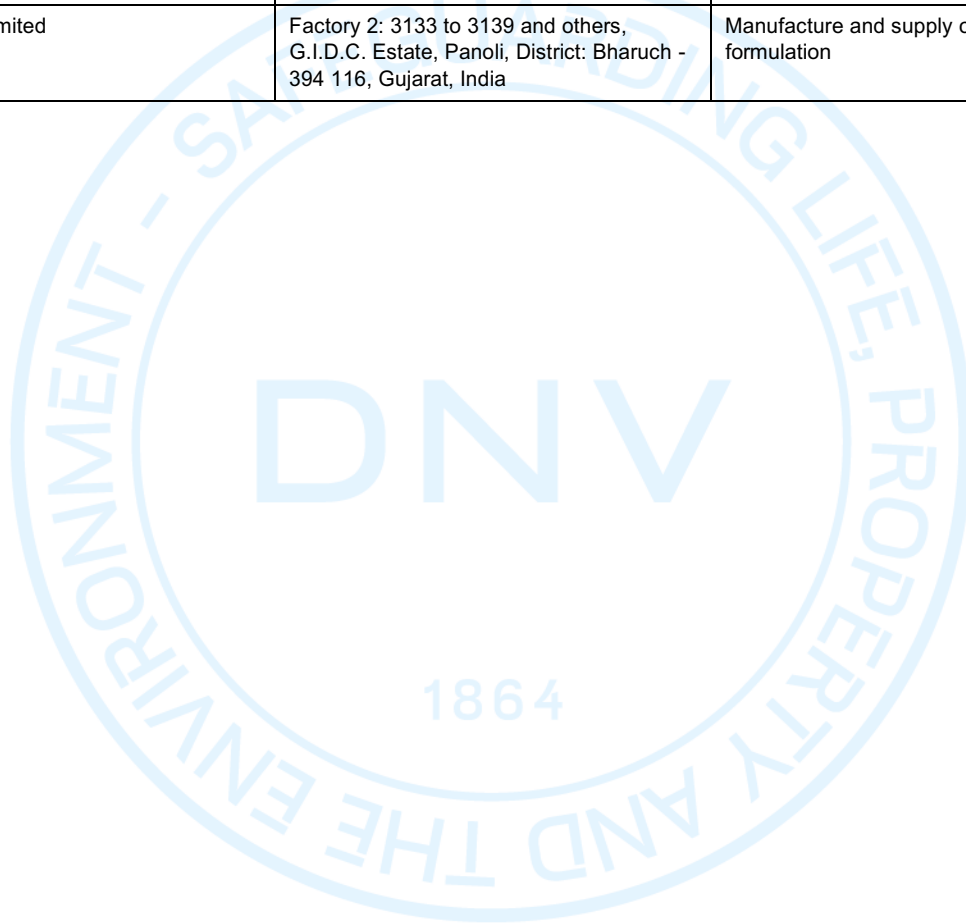 mited
Factory 2: 3133 to 3139 and others,
G.I.D.C. Estate, Panoli, District: Bharuch -
394 116, Gujarat, India
Manufacture and supply o
formulation
SAFEGUARDING LIFE, PROPERTY AND THE ENVIRONMENT -
DNV
1864